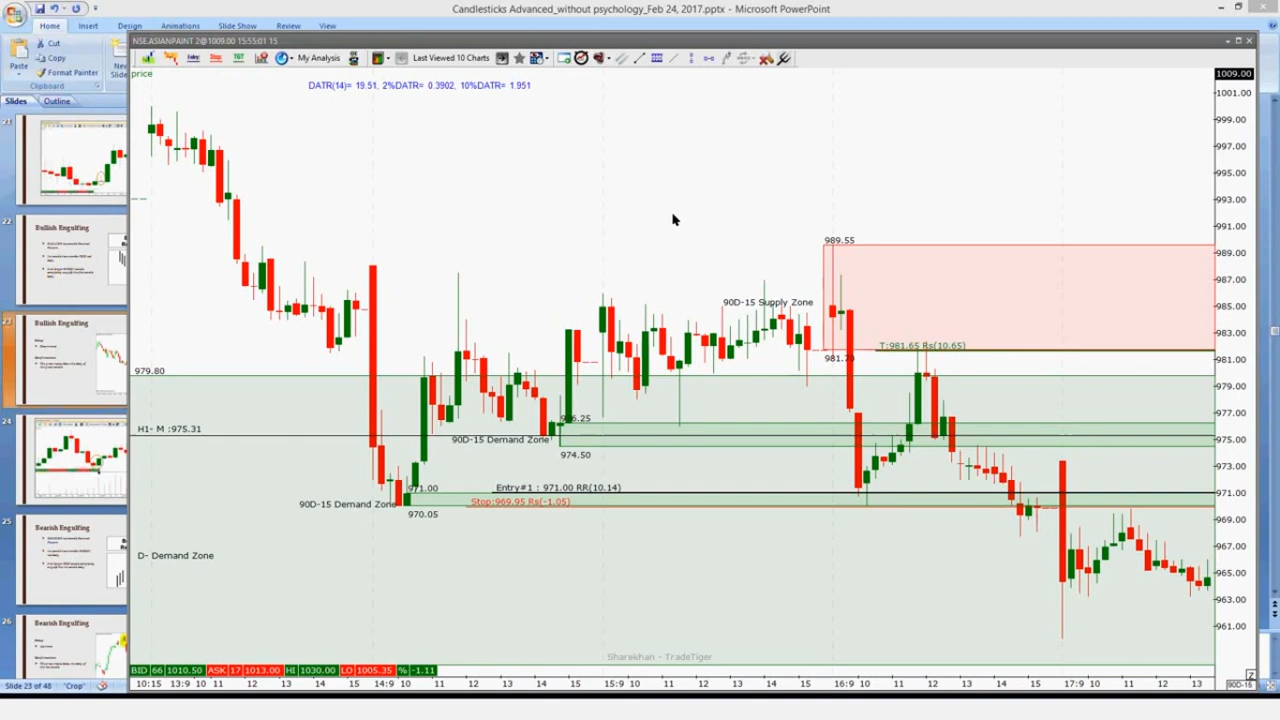 Candlesticks Advanced_without psychology_Feb 24, 2017.pptx - Microsoft PowerPoint
Home Insert Design Animations Slide Show Review View
Paste
Cut
Copy
Format Painter
Clipboard
Slides Outline
NSE.ASIANPAINT 2@1009.00 15:55:01 15
My Analysis
Last Viewed 10 Charts
price
DATR(14)= 19.51, 2%DATR= 0.3902, 10%DATR= 1.951
1009.00
1001.00
999.00
997.00
995.00
993.00
991.00
989.00
987.00
985.00
983.00
981.00
979.00
977.00
975.00
973.00
971.00
969.00
967.00
965.00
963.00
961.00
989.55
90D-15 Supply Zone
T:981.65 Rs(10.65)
981.70
979.80
H1- M :975.31
90D-15 Demand Zone
974.50
971.00
Entry#1 : 971.00 RR(10.14)
Stop:969.95 Rs(-1.05)
90D-15 Demand Zone
970.05
D- Demand Zone
Sharekhan - TradeTiger
BID 66 1010.50 ASK 17 1013.00 HI 1030.00 LO 1005.35 % -1.11
10:15 13:9 10 11 12 13 14 15 14:9 10 11 12 13 14 15 15:9 10 11 12 13 14 15 16:9 10 11 12 13 14 15 17:9 10 11 12 13
90D-15
21
22
Bullish Engulfing
23
Bullish Engulfing
24
25
Bearish Engulfing
26
Bearish Engulfing
Slide 23 of 48 "Crop"